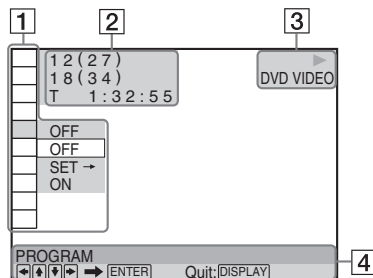 1
2
3
12(27)
18(34)
T 1:32:55
DVD VIDEO
OFF
OFF
SET →
ON
PROGRAM
← ↑ ↓ → ➡ ENTER Quit: DISPLAY
4